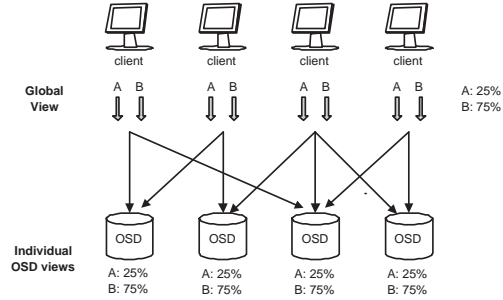 client client client client
Global View
A B A B A B A B
A: 25%
B: 75%
OSD OSD OSD OSD
Individual OSD views
A: 25% A: 25% A: 25% A: 25%
B: 75% B: 75% B: 75% B: 75%